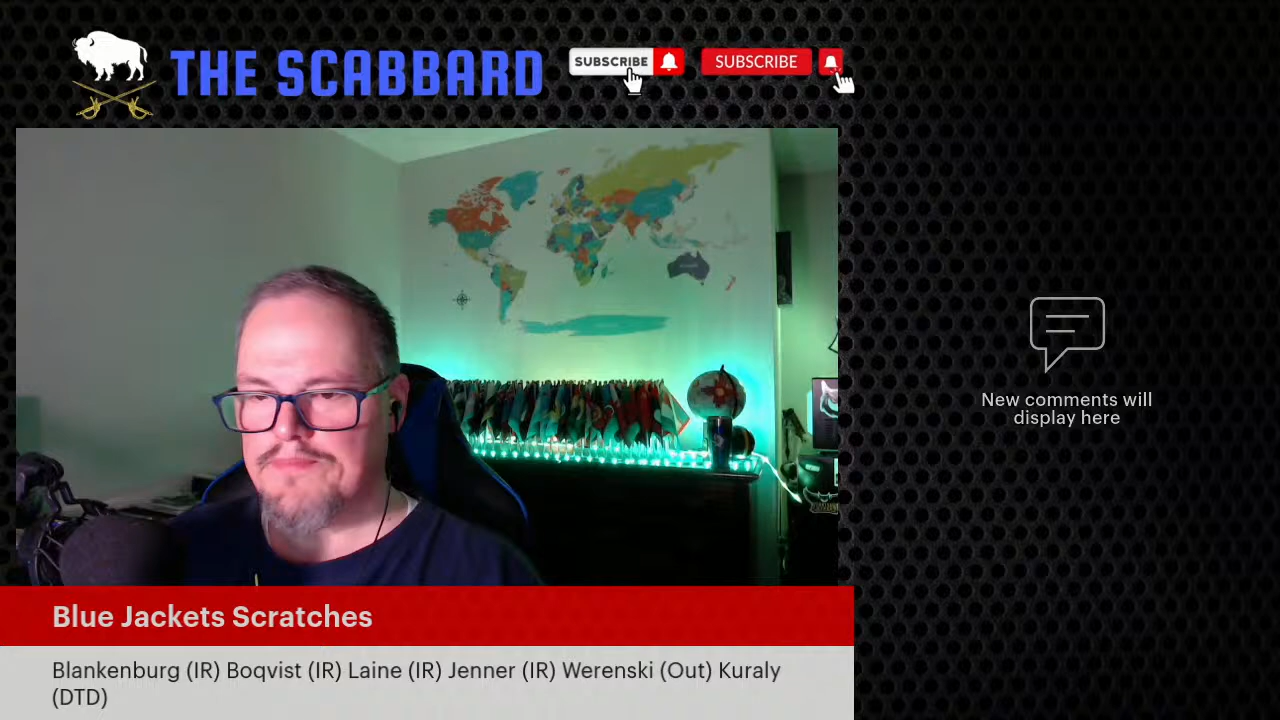 THE SCABBARD
SUBSCRIBE
SUBSCRIBE
New comments will
display here
Blue Jackets Scratches
Blankenburg (IR) Boqvist (IR) Laine (IR) Jenner (IR) Werenski (Out) Kuraly
(DTD)